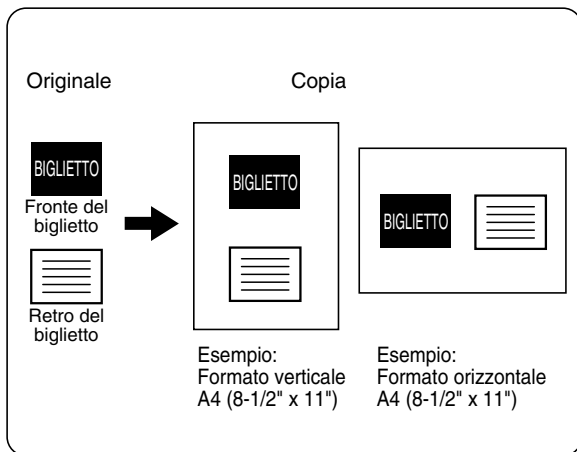 Originale
Copia
BIGLIETTO
Fronte del
biglietto
Retro del
biglietto
BIGLIETTO
BIGLIETTO
Esempio:
Formato verticale
A4 (8-1/2" x 11")
Esempio:
Formato orizzontale
A4 (8-1/2" x 11")